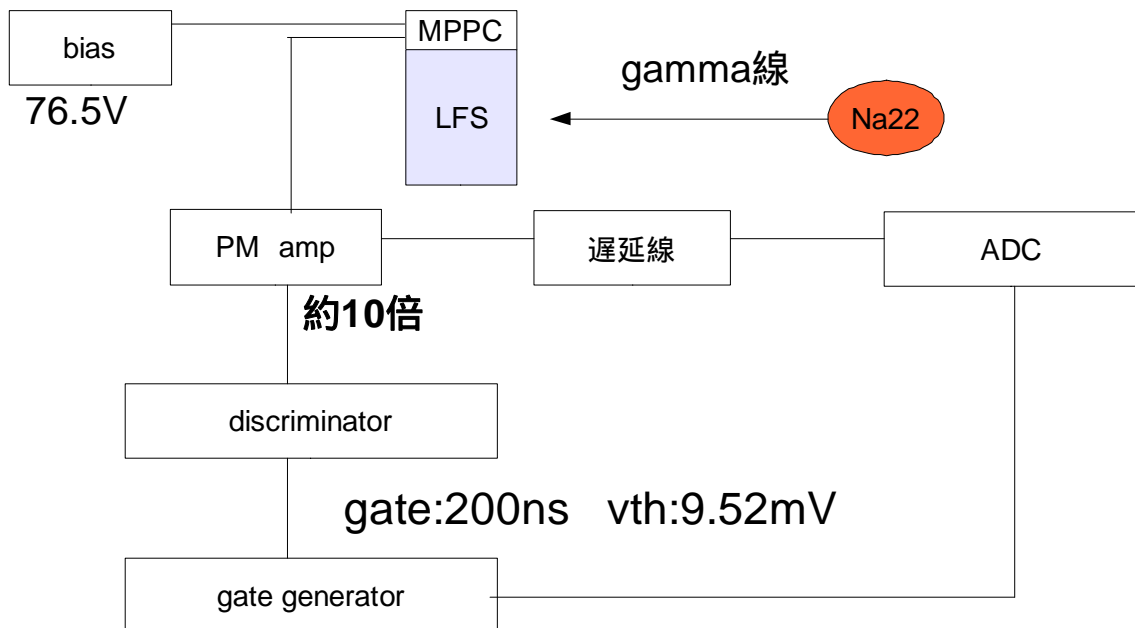 bias
MPPC
76.5V
gamma線
LFS
Na22
PM amp
遅延線
ADC
約10倍
discriminator
gate:200ns vth:9.52mV
gate generator